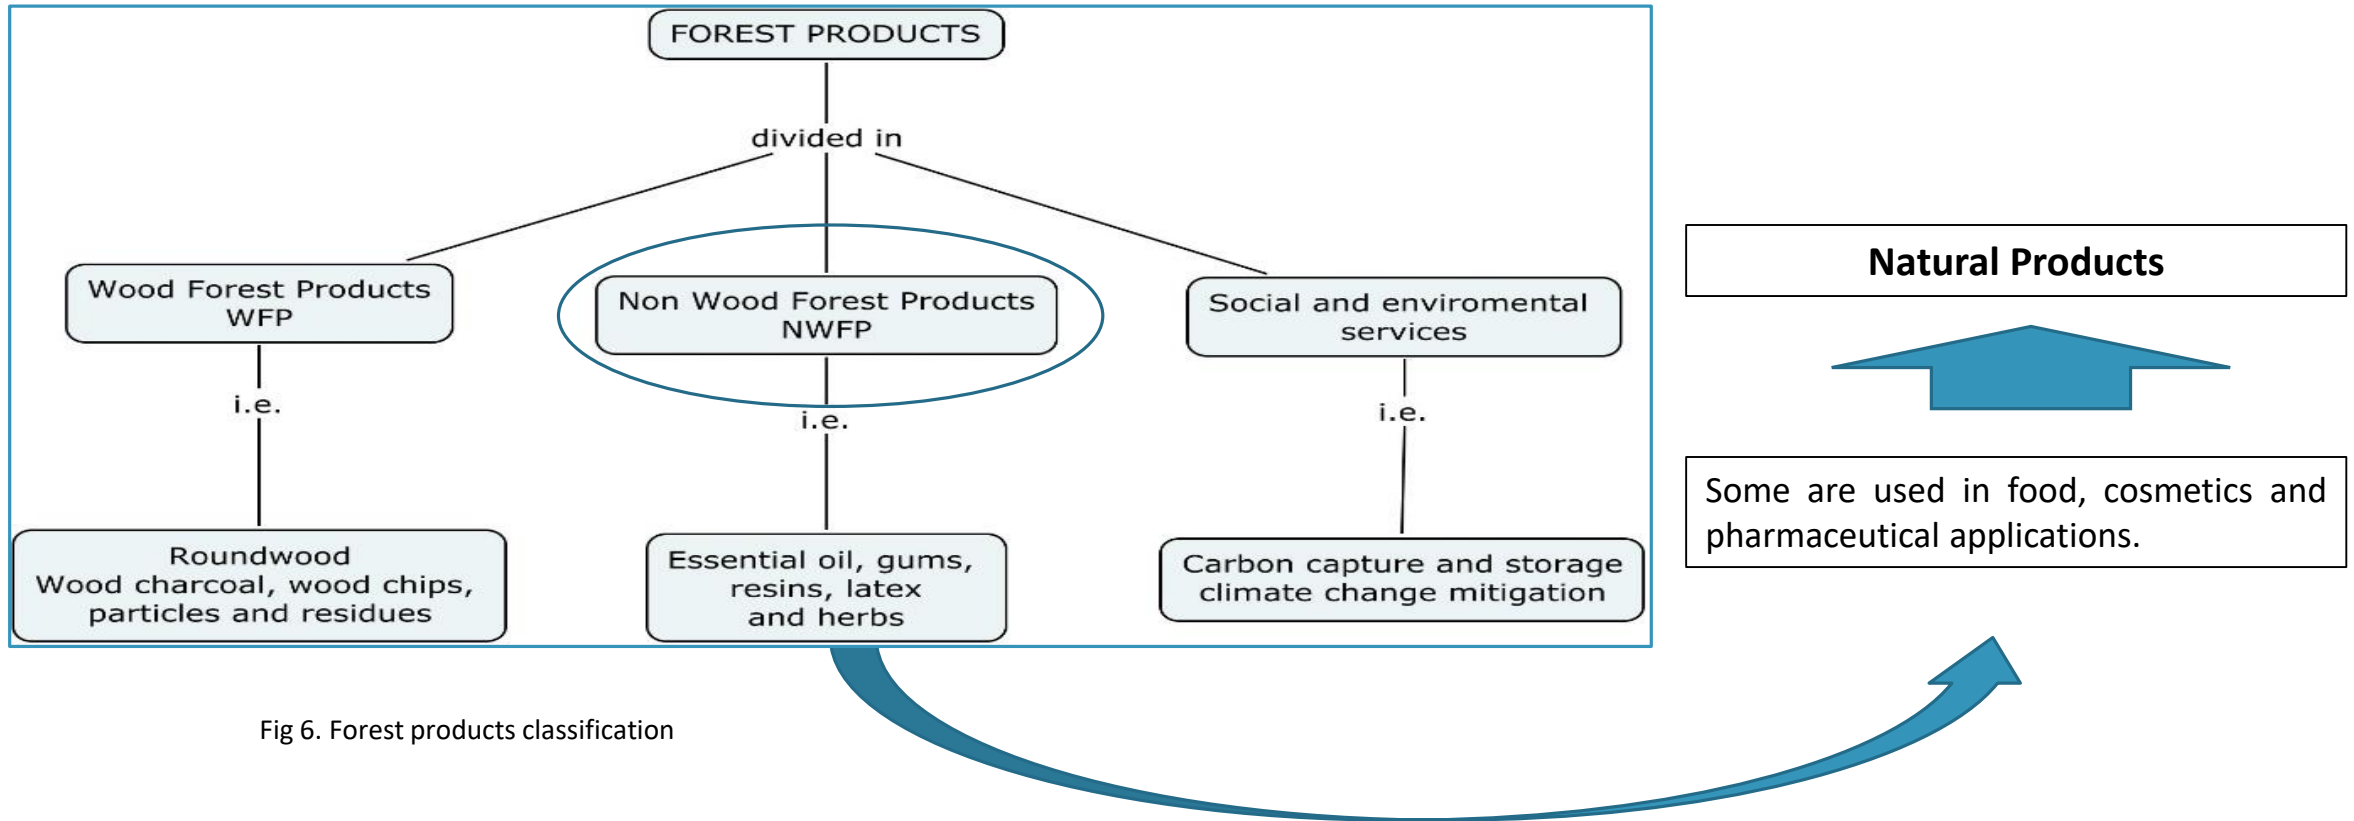 FOREST PRODUCTS
divided in
Wood Forest Products
WFP
Non Wood Forest Products
NWFP
Social and enviromental
services
i.e.
i.e.
i.e.
Roundwood
Wood charcoal, wood chips,
particles and residues
Essential oil, gums,
resins, latex
and herbs
Carbon capture and storage
climate change mitigation
Natural Products
Some are used in food, cosmetics and
pharmaceutical applications.
Fig 6. Forest products classification